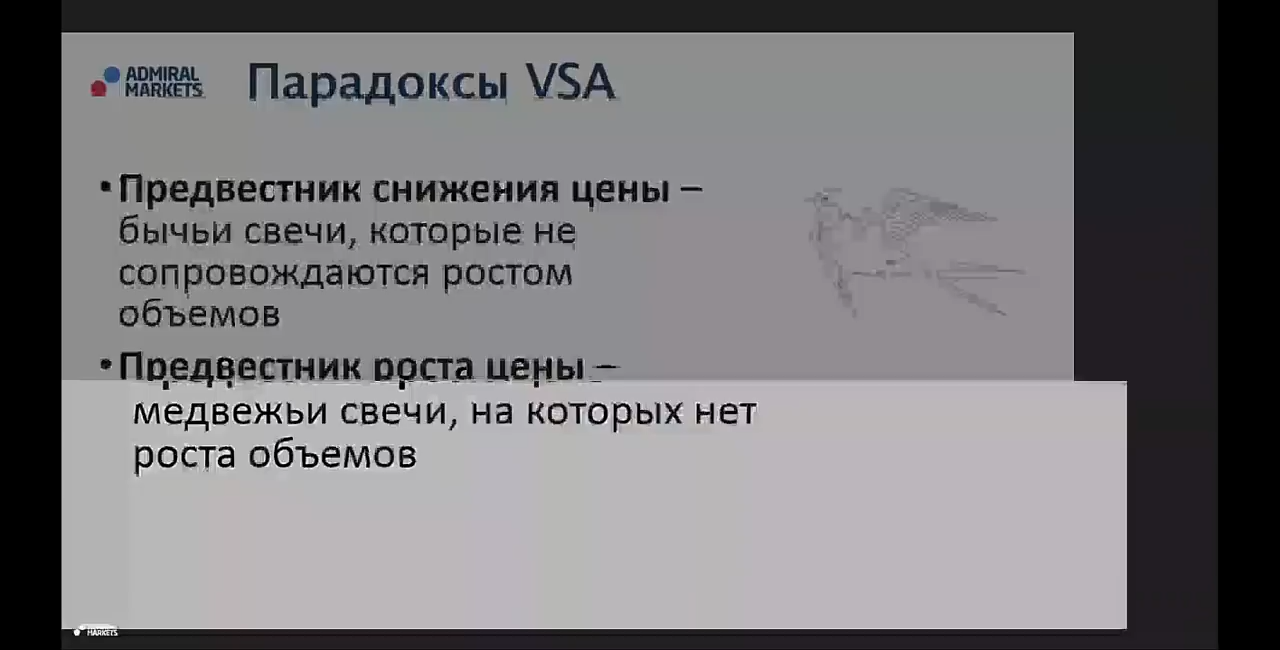 ADMIRAL
MARKETS
Парадоксы VSA
•Предвестник снижения цены –
бычьи свечи, которые не
сопровождаются ростом
объемов
•Предвестник роста цены –
медвежьи свечи, на которых нет
роста объемов
MARKETS